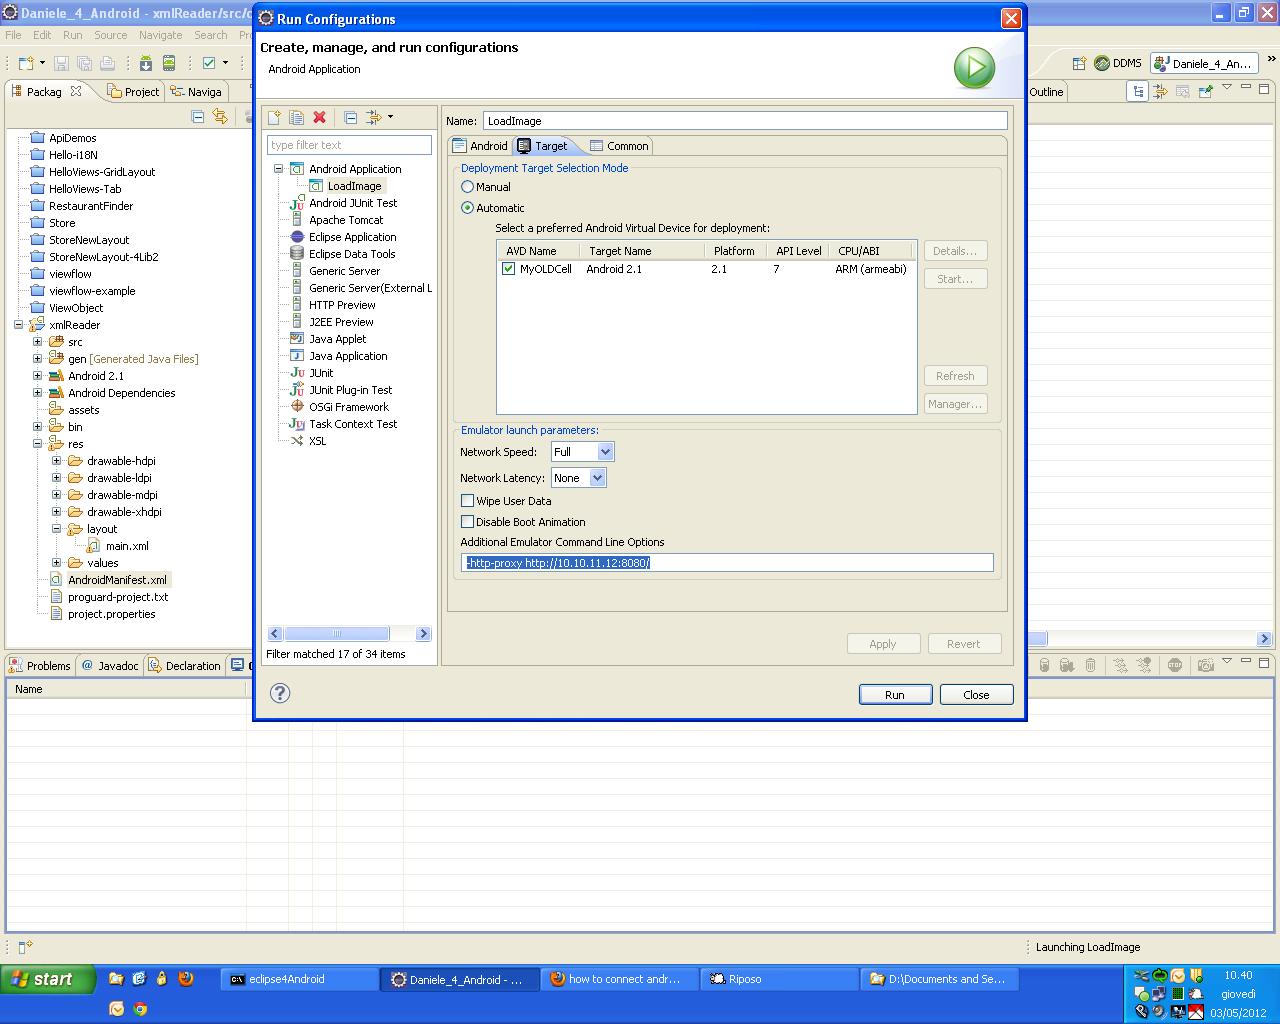 Daniele_4_Android - xmlReader/src/c
Run Configurations
File Edit Run Source Navigate Search
Create, manage, and run configurations
Android Application
DDMS
Daniele_4_An...
Packag
Project
Naviga
Outline
Name: LoadImage
type filter text
Android
Target
Common
ApiDemos
Hello-i18N
HelloViews-GridLayout
HelloViews-Tab
RestaurantFinder
Store
StoreNewLayout
StoreNewLayout-4Lib2
viewflow
viewflow-example
ViewObject
xmlReader
src
gen [Generated Java Files]
Android 2.1
Android Dependencies
assets
bin
res
drawable-hdpi
drawable-ldpi
drawable-mdpi
drawable-xhdpi
layout
main.xml
values
AndroidManifest.xml
proguard-project.txt
project.properties
Android Application
LoadImage
Android JUnit Test
Apache Tomcat
Eclipse Application
Eclipse Data Tools
Generic Server
Generic Server(External L
HTTP Preview
J2EE Preview
Java Applet
Java Application
JUnit
JUnit Plug-in Test
OSGi Framework
Task Context Test
XSL
Filter matched 17 of 34 items
Deployment Target Selection Mode
Manual
Automatic
Select a preferred Android Virtual Device for deployment:
AVD Name Target Name Platform API Level CPU/ABI
MyOLDCell Android 2.1 2.1 7 ARM (armeabi)
Details...
Start...
Refresh
Manager...
Emulator launch parameters:
Network Speed: Full
Network Latency: None
Wipe User Data
Disable Boot Animation
Additional Emulator Command Line Options
-http-proxy http://10.10.11.12:8080/
Apply Revert
Run Close
Problems
Javadoc
Declaration
Name
Launching LoadImage
start
eclipse4Android
Daniele_4_Android - ...
how to connect andr...
Riposo
D:\Documents and Se...
10.40
giovedì
03/05/2012